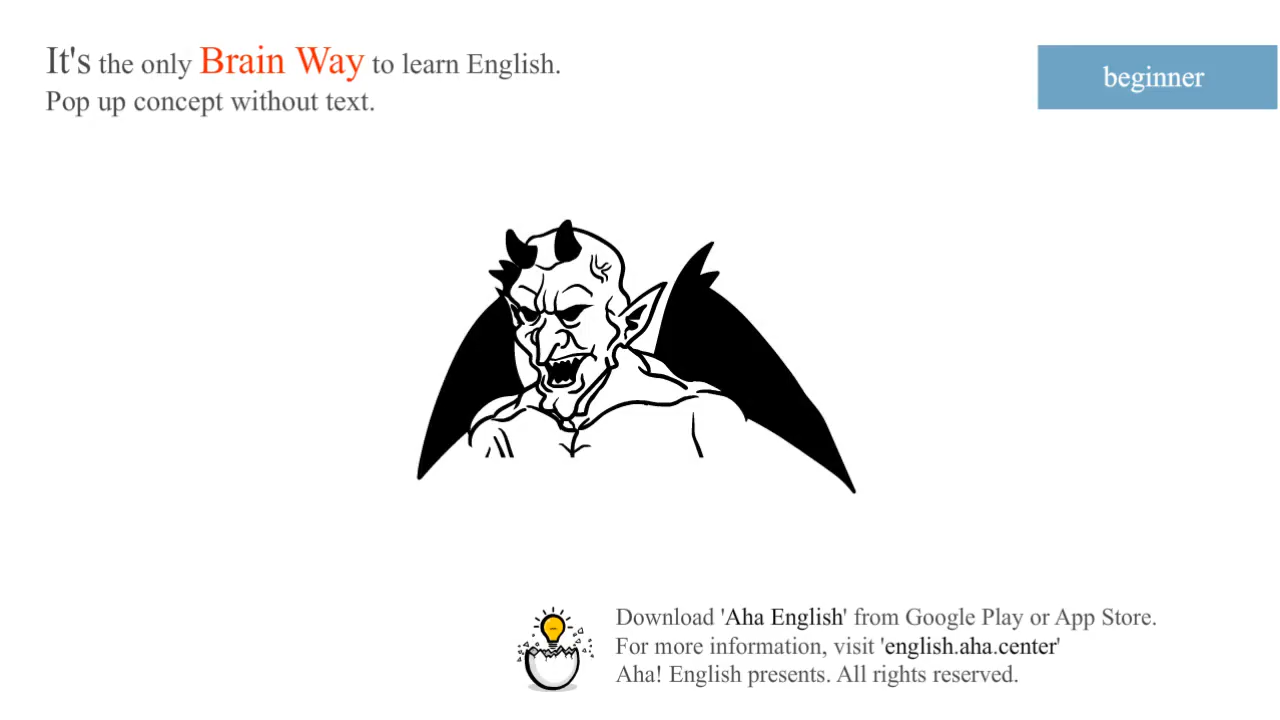 It's the only Brain Way to learn English.
Pop up concept without text.
beginner
Download 'Aha English' from Google Play or App Store.
For more information, visit 'english.aha.center'
Aha! English presents. All rights reserved.